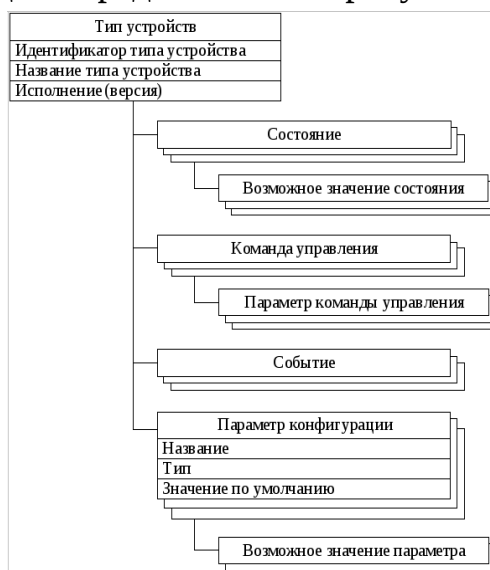 Тип устройств
Идентификатор типа устройства
Название типа устройства
Исполнение (версия)
Состояние
Возможное значение состояния
Команда управления
Параметр команды управления
Событие
Параметр конфигурации
Название
Тип
Значение по умолчанию
Возможное значение параметра